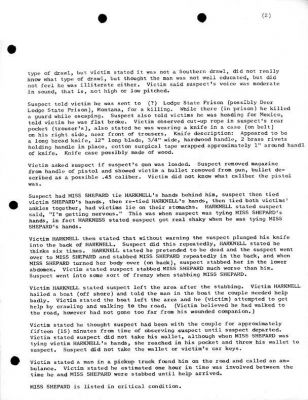 (2)
type of drawl, but victim stated it was not a Southern drawl, did not really
know what type of drawl, but thought the man was not well educated, but did
not feel he was illiterate either. Victim said suspect's voice was moderate
in sound, that is, not high or low pitched.
Suspect told victim he was sent to (?) Lodge State Prison [possibly Deer
Lodge State Prison], Montana, for a killing. While there (in prison) he killed
a guard while escaping. Suspect also told victims he was heading for Mexico,
told victim he was flat broke. Victim observed cut-up rope in suspect's rear
pocket (trouser's), also stated he was wearing a knife in a case [on belt]
on his right side, near front of trousers. Knife description: Appeared to be
a long bread knife, 12" long blade, 3/4" wide, hardwood handle, 2 brass rivets
holding handle in place, cotton surgical tape wrapped approximately 1" around handle
of knife. Knife case possibly made of wood.
Victim asked suspect if suspect's gun was loaded. Suspect removed magazine
from handle of pistol and showed victim a bullet removed from gun, bullet de-
scribed as a possible .45 caliber. Victim did not know what caliber the pistol
was.
Suspect had MISS SHEPARD tie HARKNELL's hands behind him, suspect then tied
victim SHEPARD's hands, then re-tied HARKNELL's hands, then tied both victims'
ankles together, had victims lie on their stomachs. HARKNELL stated suspect
said, "I'm getting nervous." This was when suspect was tying MISS SHEPARD's
hands, in fact HARKNELL stated suspect got real shaky when he was tying MISS
SHEPARD's hands.
Victim HARKNELL then stated that without warning the suspect plunged his knife
into the back of HARKNELL. Suspect did this repeatedly, HARKNELL stated he
thinks six times. HARKNELL stated he pretended to be dead and the suspect went
over to MISS SHEPARD and stabbed MISS SHEPARD repeatedly in the back, and when
MISS SHEPARD turned her body over (on back), suspect stabbed her in the lower
abdomen. Victim stated suspect stabbed MISS SHEPARD much worse than him.
Suspect went into some sort of frenzy when stabbing MISS SHEPARD.
Victim HARKNELL stated suspect left the area after the stabbing. Victim HARKNELL
hailed a boat (of some) and told the man in the boat the couple needed help
badly. Victim stated the boat left the area and he (victim) attempted to get
help by crawling and walking to the road. (Victim believed he had walked to
the road, however had not gone too far from his wounded companion.)
Victim stated he thought suspect had been with the couple for approximately
fifteen (15) minutes from time of observing suspect until suspect departed.
Victim stated suspect did not take his wallet, although when MISS SHEPARD was
tying victim HARKNELL's hands, she reached in his pocket and threw his wallet to
suspect. Suspect did not take the wallet or victim's car keys.
Victim stated a man in a pickup truck found him on the road and called an am-
bulance. Victim stated he estimated one hour in time was involved between the
time he and MISS SHEPARD were stabbed until help arrived.
MISS SHEPARD is listed in critical condition.